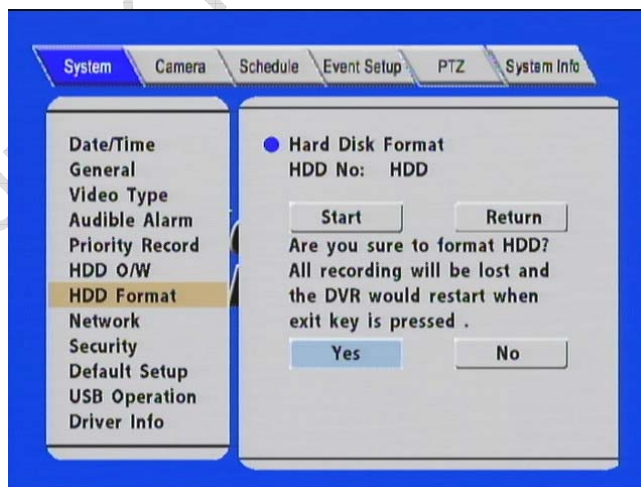 System Camera Schedule Event Setup PTZ System Info
Date/Time
General
Video Type
Audible Alarm
Priority Record
HDD O/W
HDD Format
Network
Security
Default Setup
USB Operation
Driver Info
Hard Disk Format
HDD No: HDD
Start Return
Are you sure to format HDD?
All recording will be lost and
the DVR would restart when
exit key is pressed .
Yes No